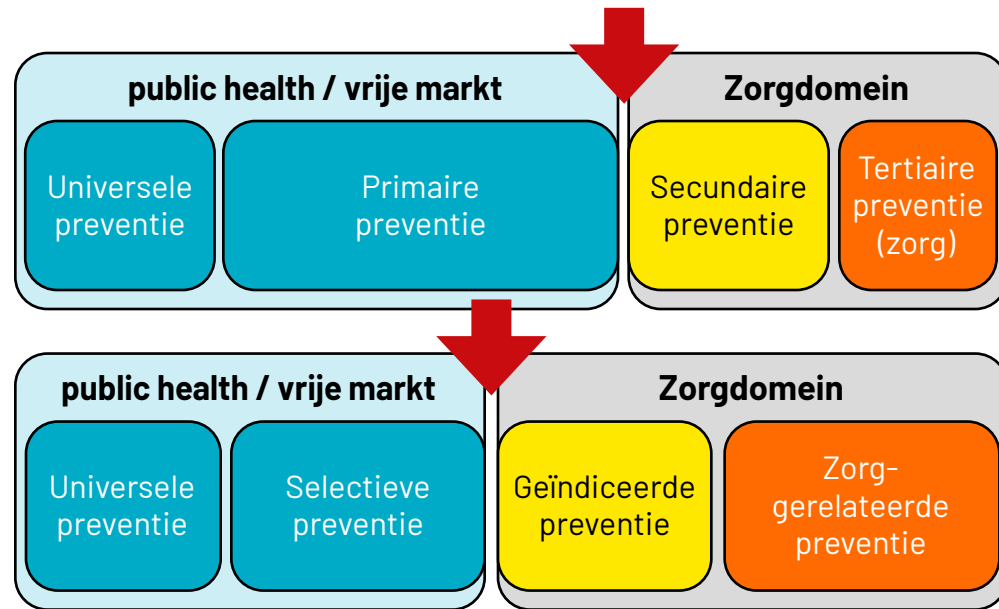 public health / vrije markt
Zorgdomein
Universele
preventie
Primaire
preventie
Secundaire
preventie
Tertiaire
preventie
(zorg)
public health / vrije markt
Zorgdomein
Universele
preventie
Selectieve
preventie
Geïndiceerde
preventie
Zorg-
gerelateerde
preventie